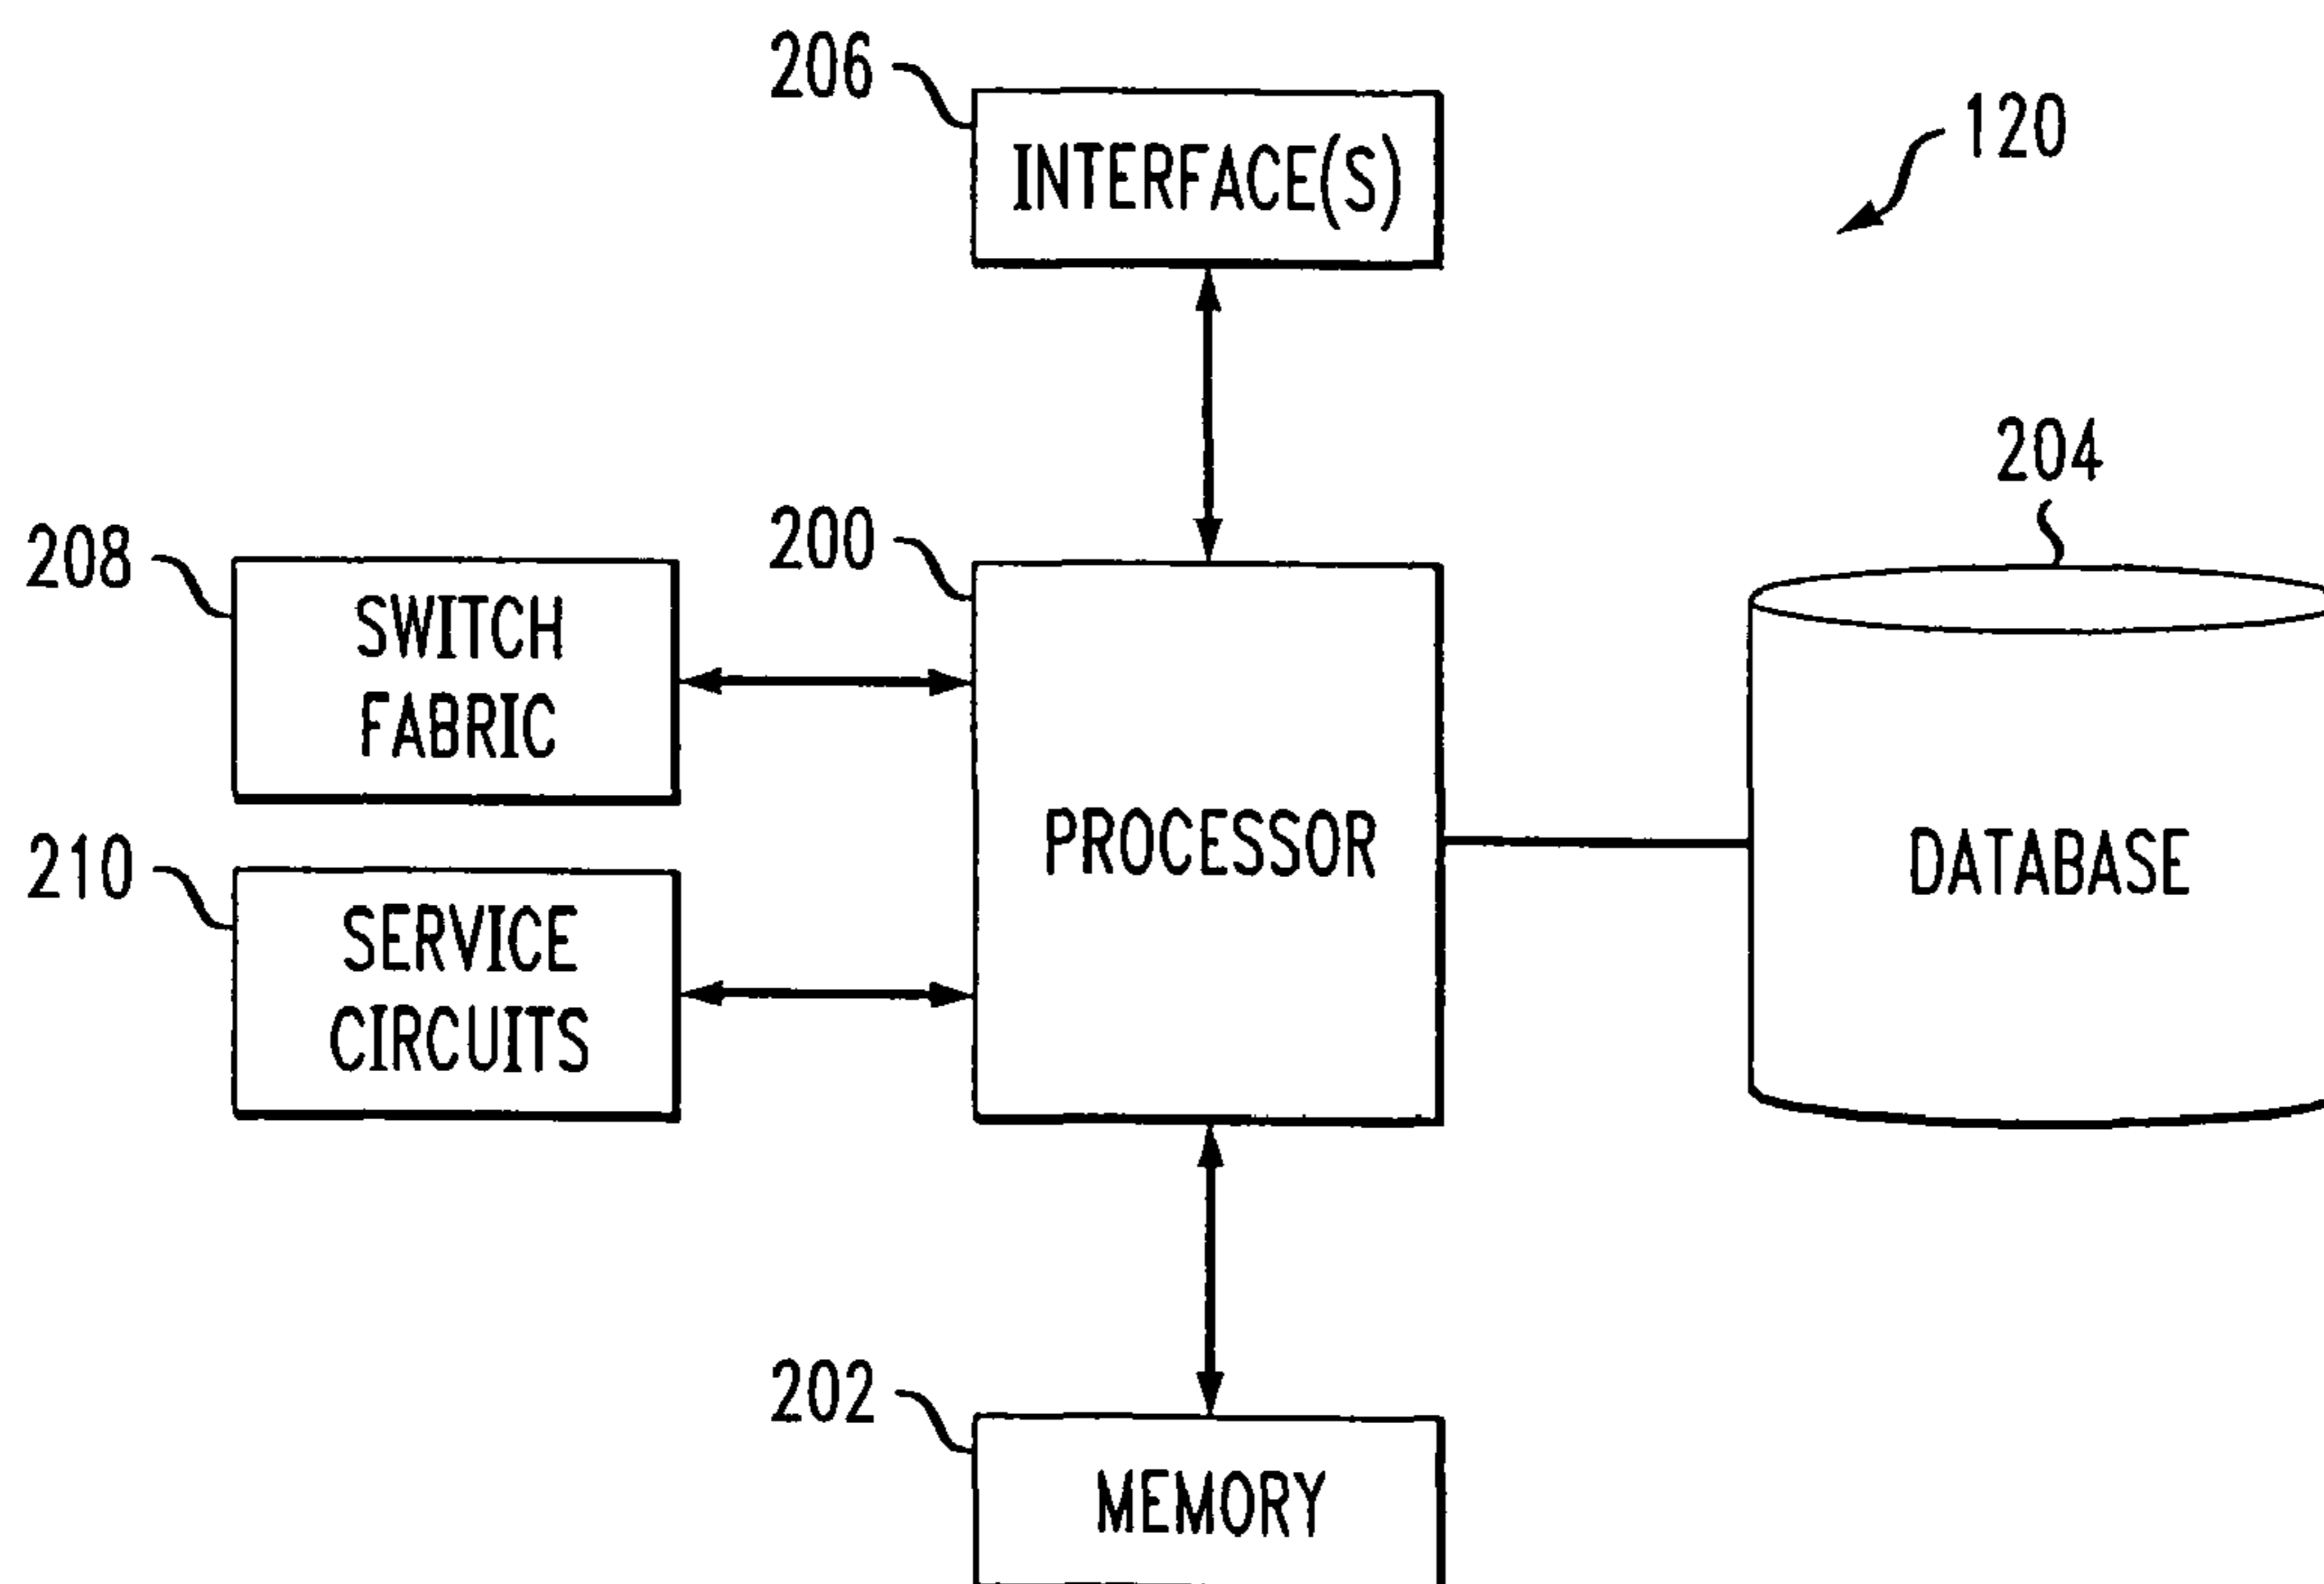 206
INTERFACE(S)
120
204
200
208
SWITCH
FABRIC
PROCESSOR
DATABASE
210
SERVICE
CIRCUITS
202
MEMORY